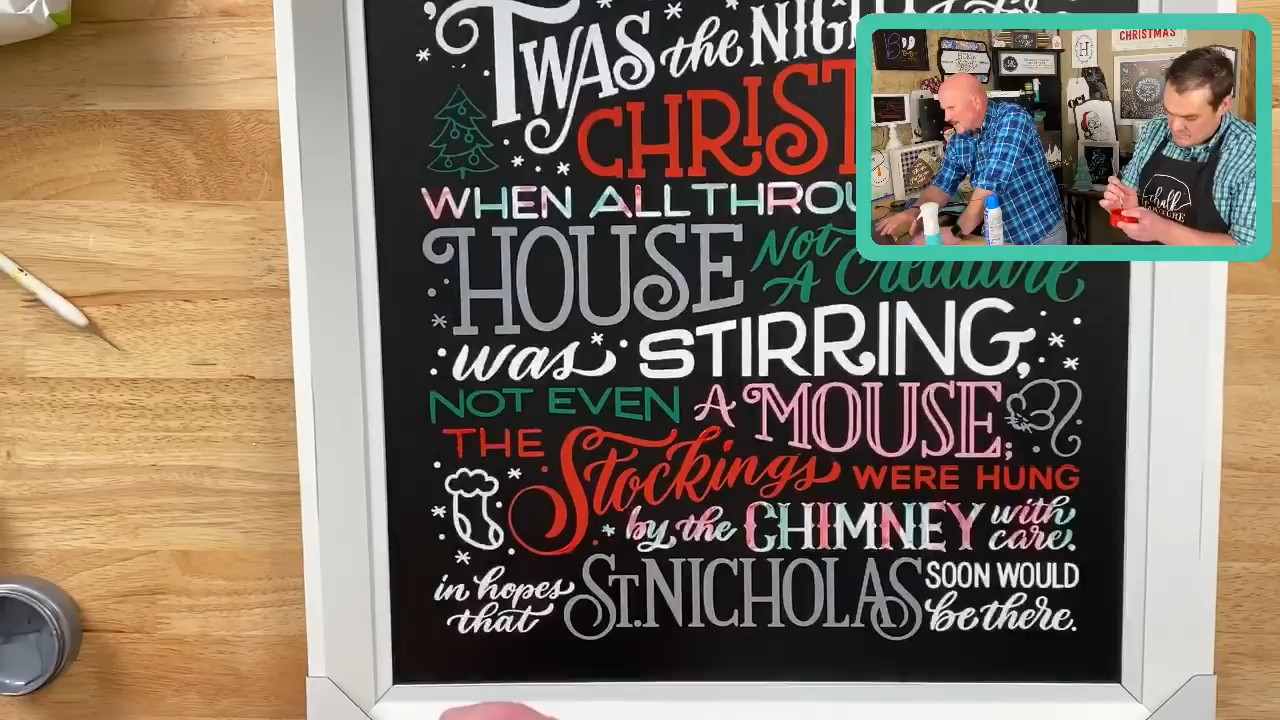 'TWAS the NIGH
CHRIST
WHEN ALL THROU
HOUSE Not A Creature
was STIRRING,
NOT EVEN A MOUSE;
THE Stockings WERE HUNG
by the CHIMNEY with care.
in hopes that ST. NICHOLAS SOON WOULD be there.
CHRISTMAS
H
chalk